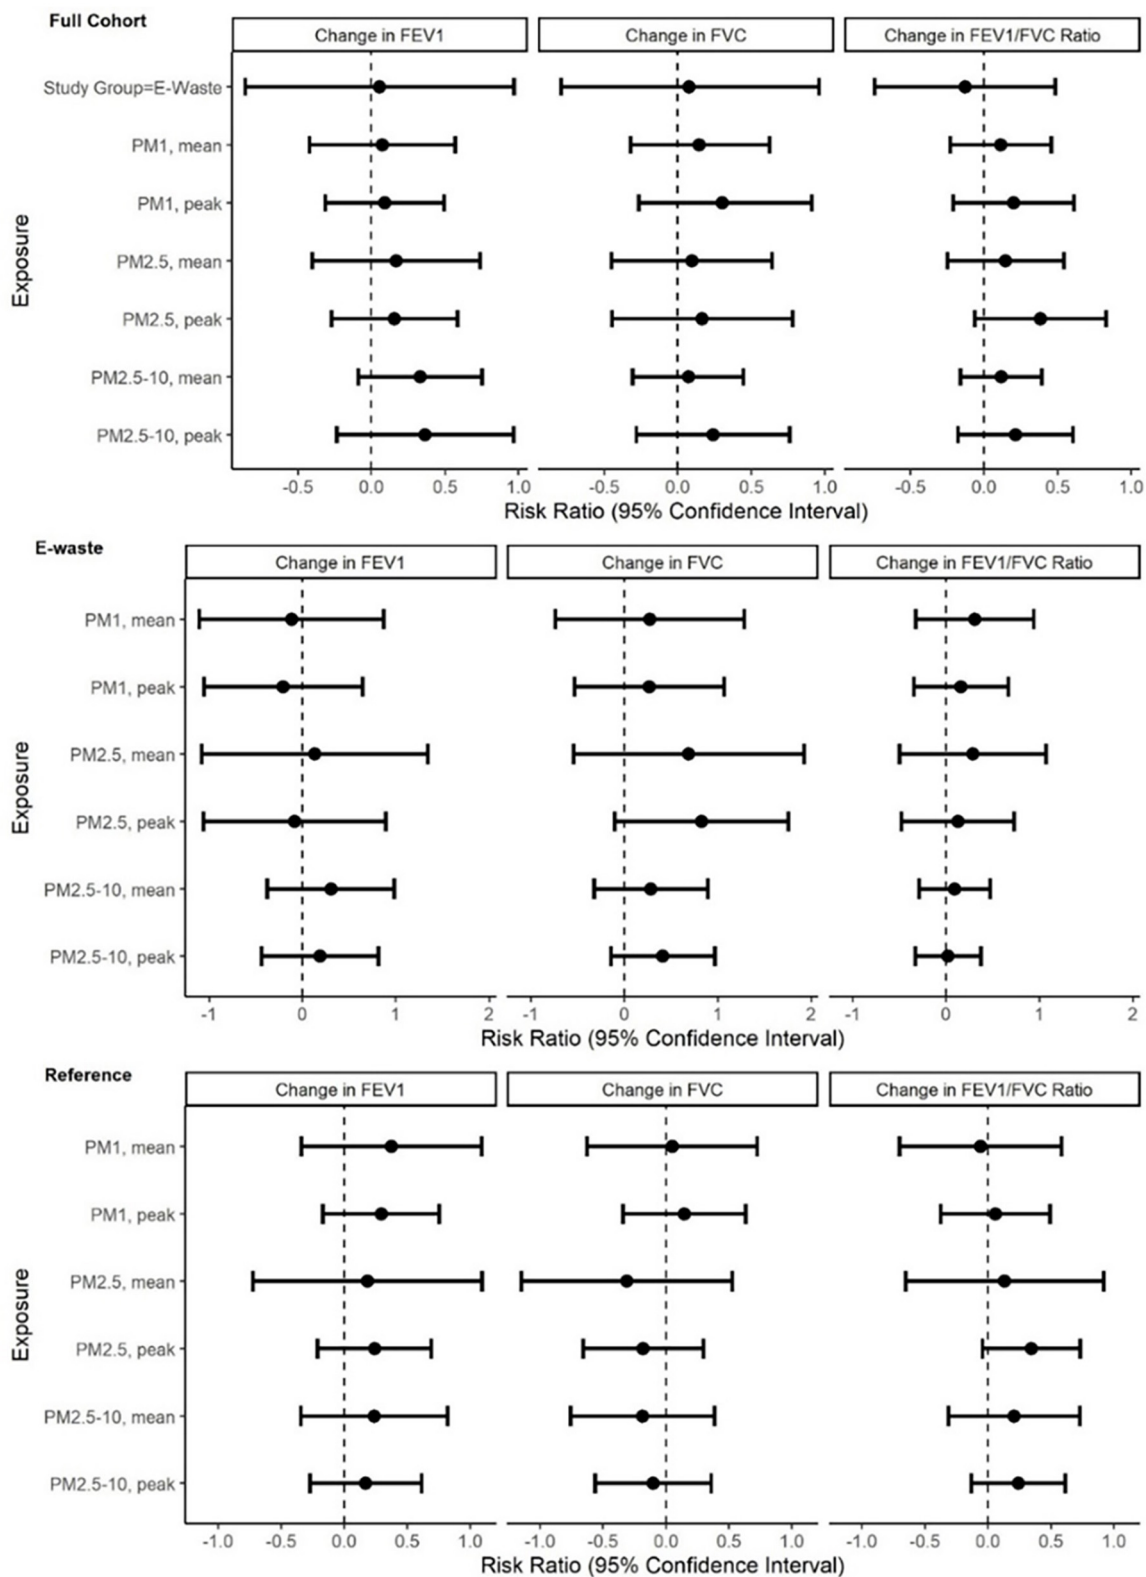 Full Cohort
Change in FEV1 Change in FVC Change in FEV1/FVC Ratio
Study Group=E-Waste
PM1, mean
PM1, peak
PM2.5, mean
PM2.5, peak
PM2.5-10, mean
PM2.5-10, peak
Exposure
-0.5 0.0 0.5 1.0 -0.5 0.0 0.5 1.0 -0.5 0.0 0.5 1.0
Risk Ratio (95% Confidence Interval)
E-waste
Change in FEV1 Change in FVC Change in FEV1/FVC Ratio
PM1, mean
PM1, peak
PM2.5, mean
PM2.5, peak
PM2.5-10, mean
PM2.5-10, peak
Exposure
-1 0 1 2 -1 0 1 2 -1 0 1 2
Risk Ratio (95% Confidence Interval)
Reference
Change in FEV1 Change in FVC Change in FEV1/FVC Ratio
PM1, mean
PM1, peak
PM2.5, mean
PM2.5, peak
PM2.5-10, mean
PM2.5-10, peak
Exposure
-1.0 -0.5 0.0 0.5 1.0 -1.0 -0.5 0.0 0.5 1.0 -1.0 -0.5 0.0 0.5 1.0
Risk Ratio (95% Confidence Interval)